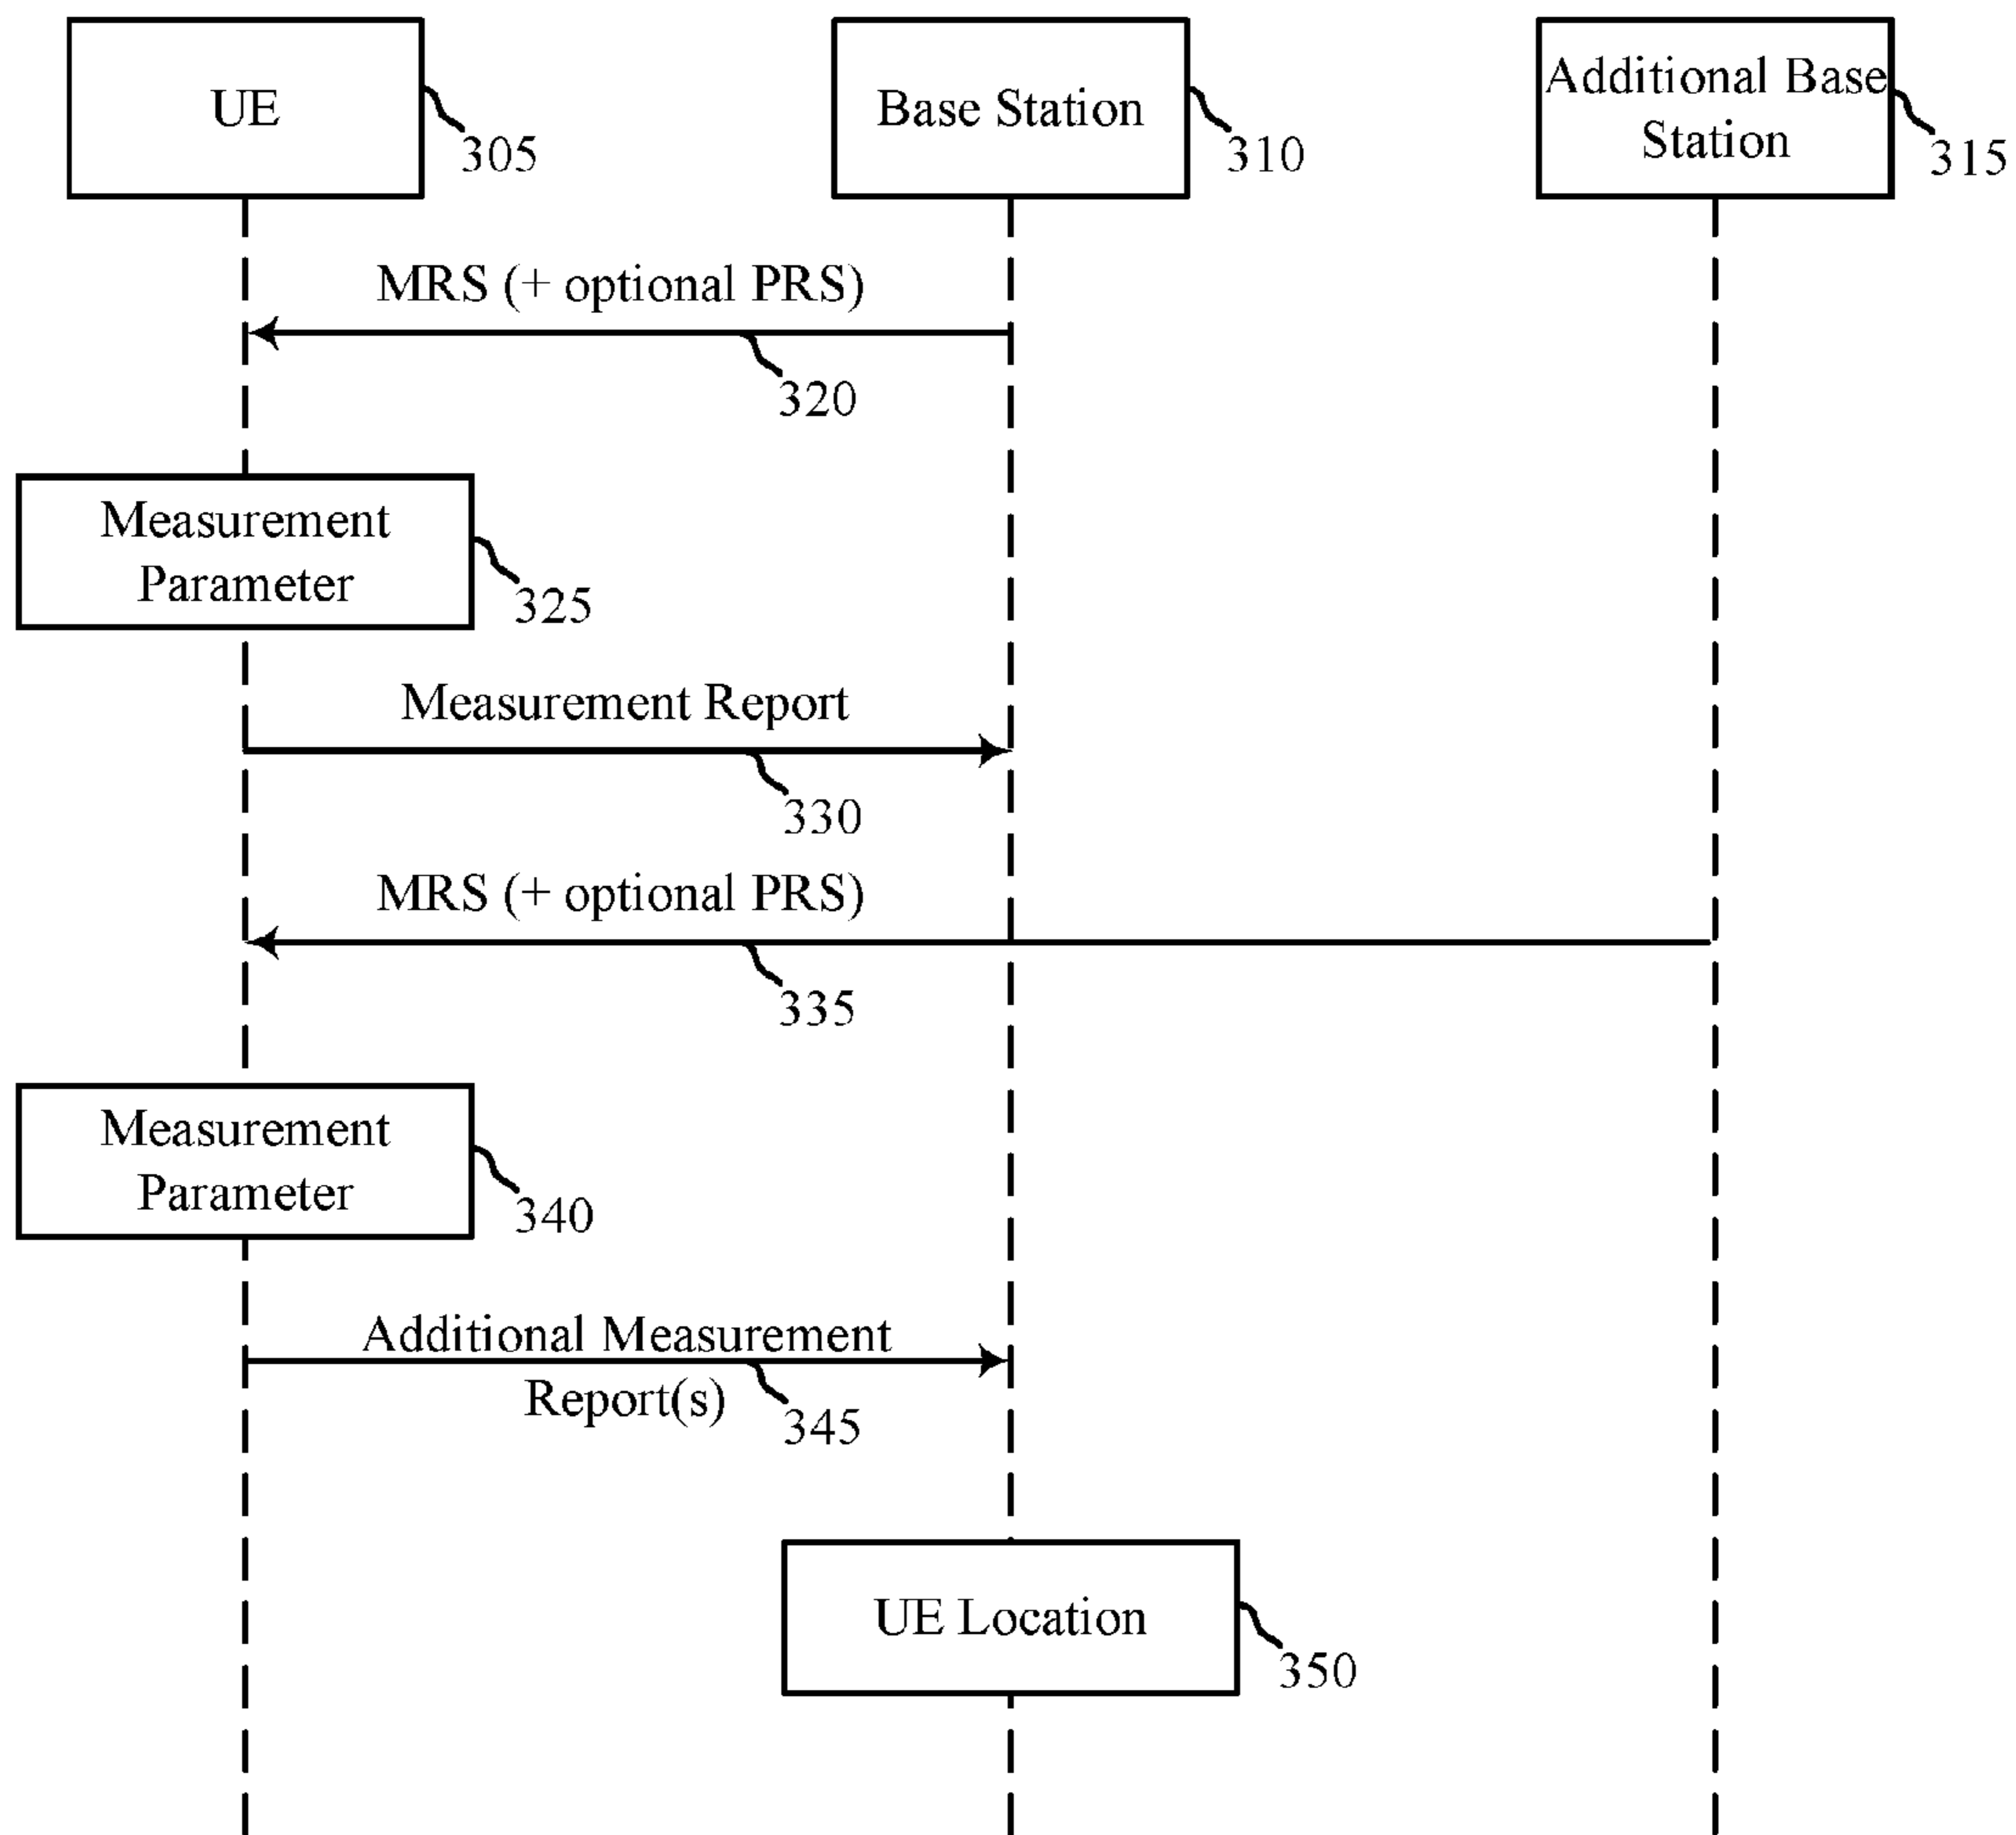 UE
305
Base Station
310
Additional Base
Station
315
MRS (+ optional PRS)
320
Measurement
Parameter
325
Measurement Report
330
MRS (+ optional PRS)
335
Measurement
Parameter
340
Additional Measurement
Report(s)
345
UE Location
350